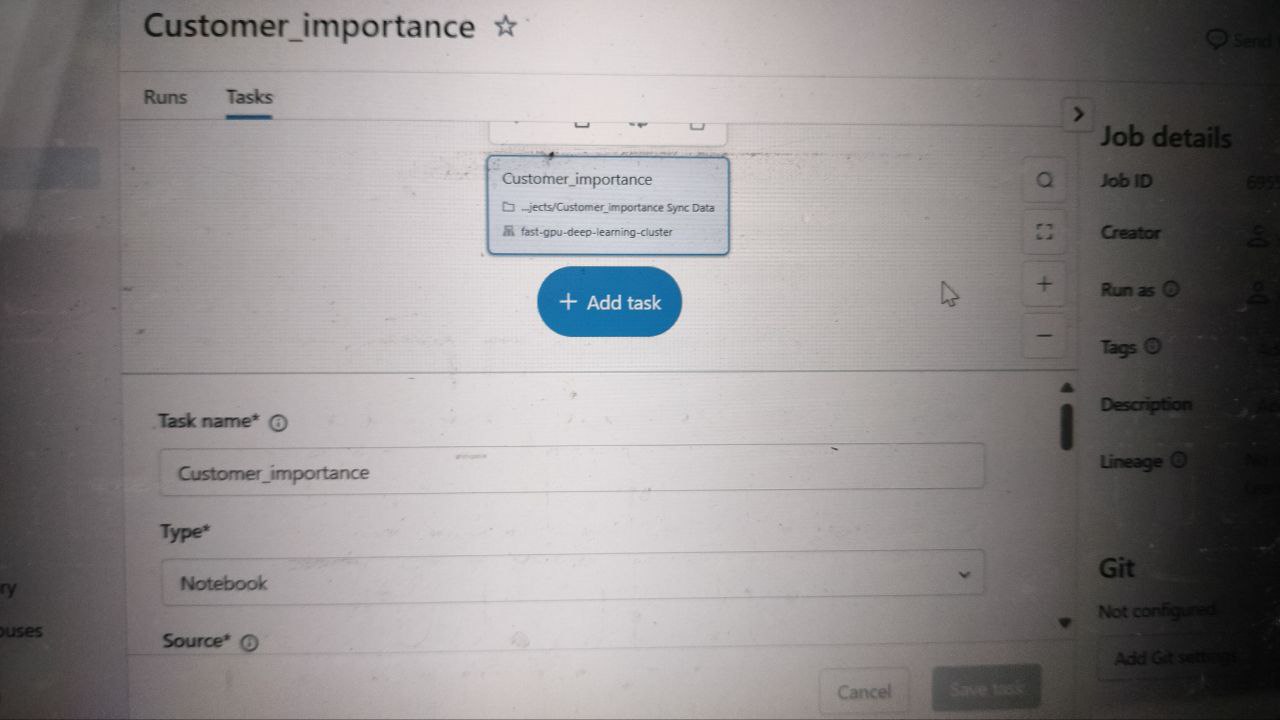 Customer_importance
Send
Runs
Tasks
Job details
Customer_importance
...jects/Customer_importance Sync Data
fast-gpu-deep-learning-cluster
+ Add task
Job ID
Creator
Run as
Tags
Description
Lineage
Task name*
Customer_importance
Type*
Notebook
Source*
Git
Not configured
Add Git settings
Cancel
Save task
ry
ouses